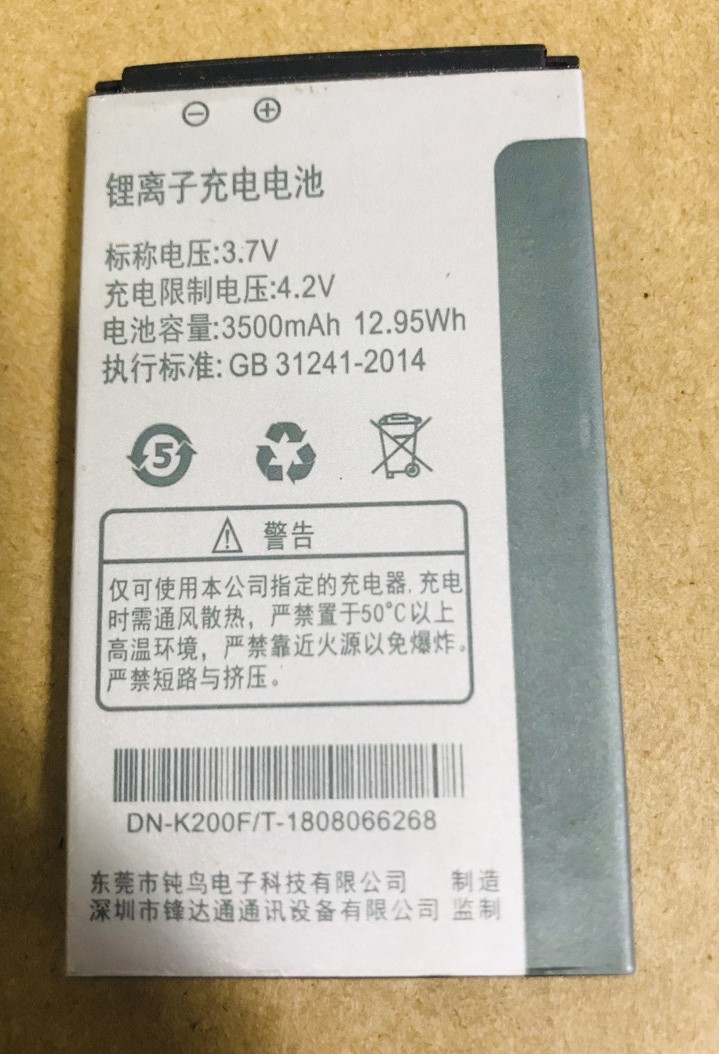 锂离子充电电池
标称电压:3.7V
充电限制电压:4.2V
电池容量:3500mAh 12.95Wh
执行标准: GB 31241-2014
5
警告
仅可使用本公司指定的充电器,充电
时需通风散热，严禁置于50°C以上
高温环境，严禁靠近火源以免爆炸。
严禁短路与挤压。
DN-K200F/T-1808066268
东莞市钝鸟电子科技有限公司 制造
深圳市锋达通通讯设备有限公司 监制